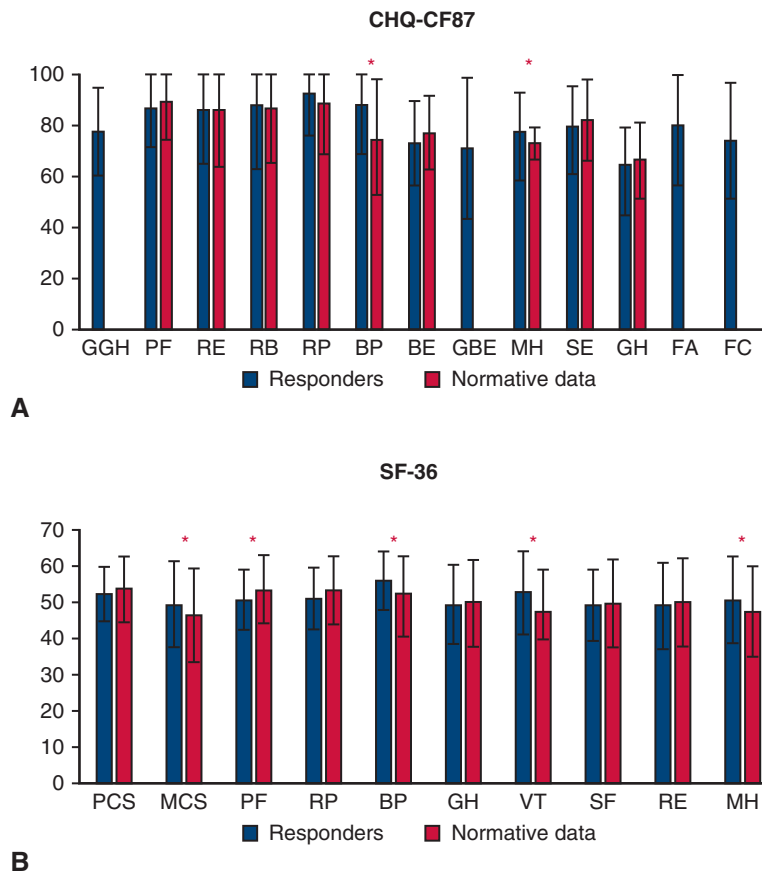 CHQ-CF87
* *
100
80
60
40
20
0
GGH PF RE RB RP BP BE GBE MH SE GH FA FC
Responders Normative data
A
SF-36
* * * * *
70
60
50
40
30
20
10
0
PCS MCS PF RP BP GH VT SF RE MH
Responders Normative data
B